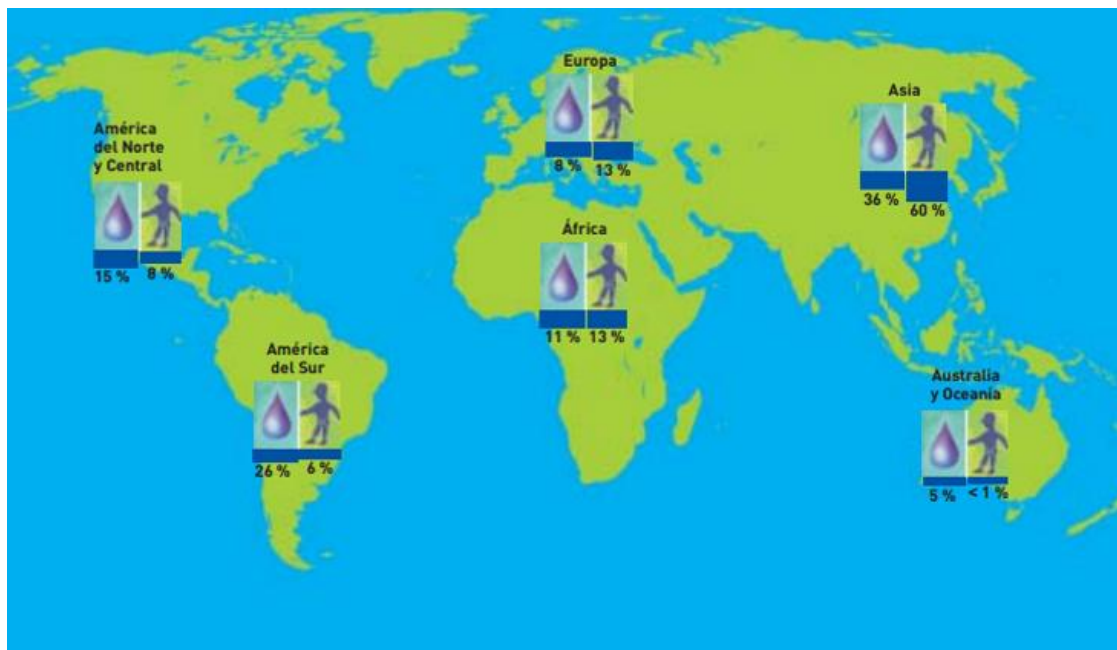 Europa
8 % 13 %
Asia
36 %
60 %
América
del Norte
y Central
15 % 8 %
África
11 % 13 %
América
del Sur
26 % 6 %
Australia
y Oceanía
5 % < 1 %